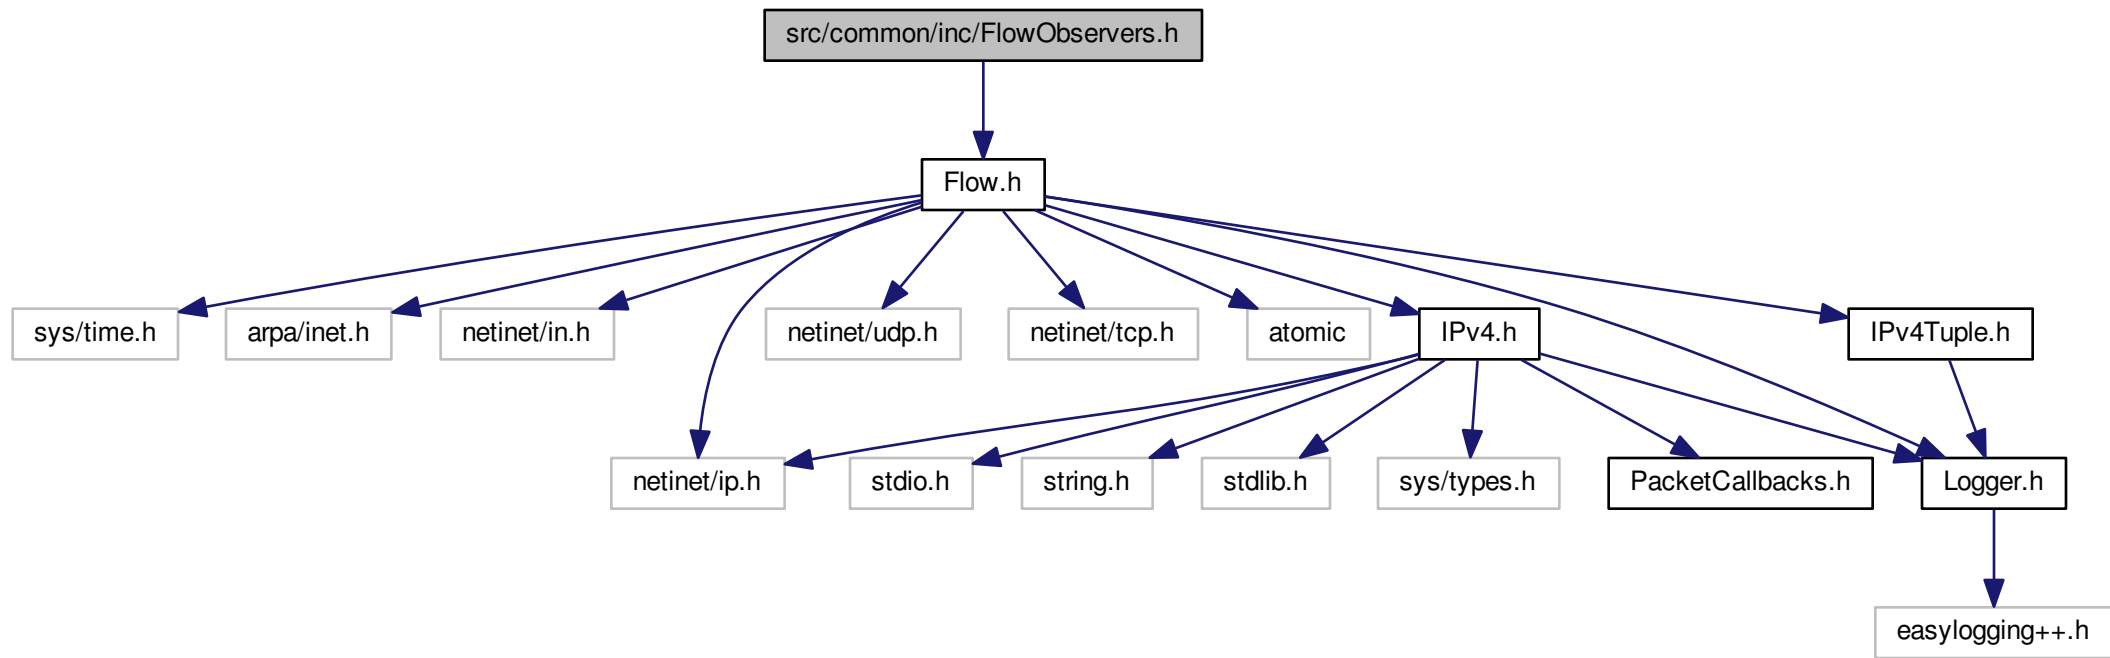 src/common/inc/FlowObservers.h
Flow.h
sys/time.h
arpa/inet.h
netinet/in.h
netinet/udp.h
netinet/tcp.h
atomic
IPv4.h
IPv4Tuple.h
netinet/ip.h
stdio.h
string.h
stdlib.h
sys/types.h
PacketCallbacks.h
Logger.h
easylogging++.h